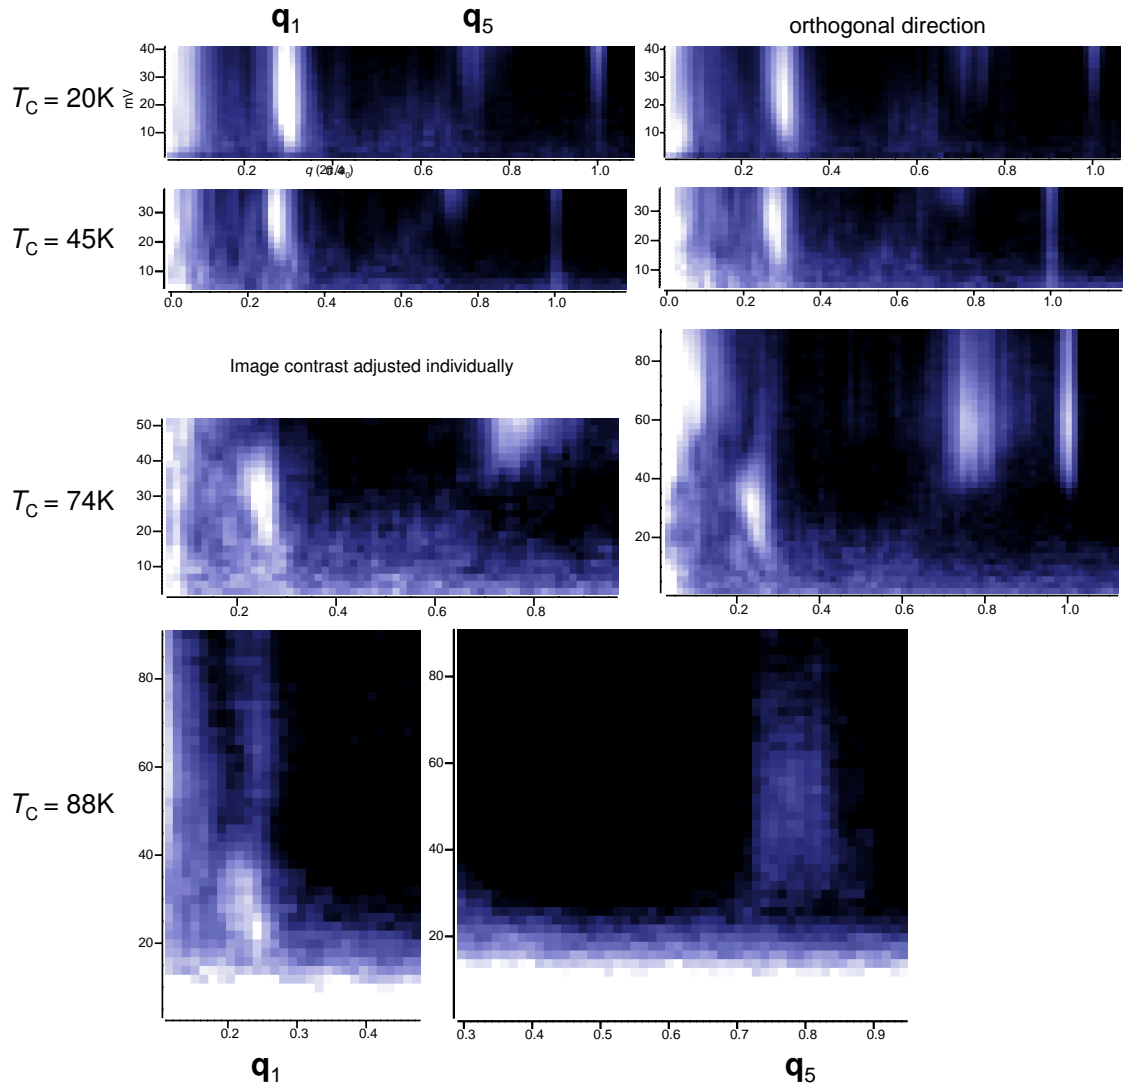 q1 q5 orthogonal direction
TC = 20K
mV
40
30
20
10
0.2 0.6 0.8 1.0
40
30
20
10
0.2 0.4 0.6 0.8 1.0
TC = 45K
30
20
10
0.0 0.2 0.4 0.6 0.8 1.0
30
20
10
0.0 0.2 0.4 0.6 0.8 1.0
Image contrast adjusted individually
TC = 74K
50
40
30
20
10
0.2 0.4 0.6 0.8
80
60
40
20
0.2 0.4 0.6 0.8 1.0
TC = 88K
80
60
40
20
0.2 0.3 0.4
80
60
40
20
0.3 0.4 0.5 0.6 0.7 0.8 0.9
q1 q5